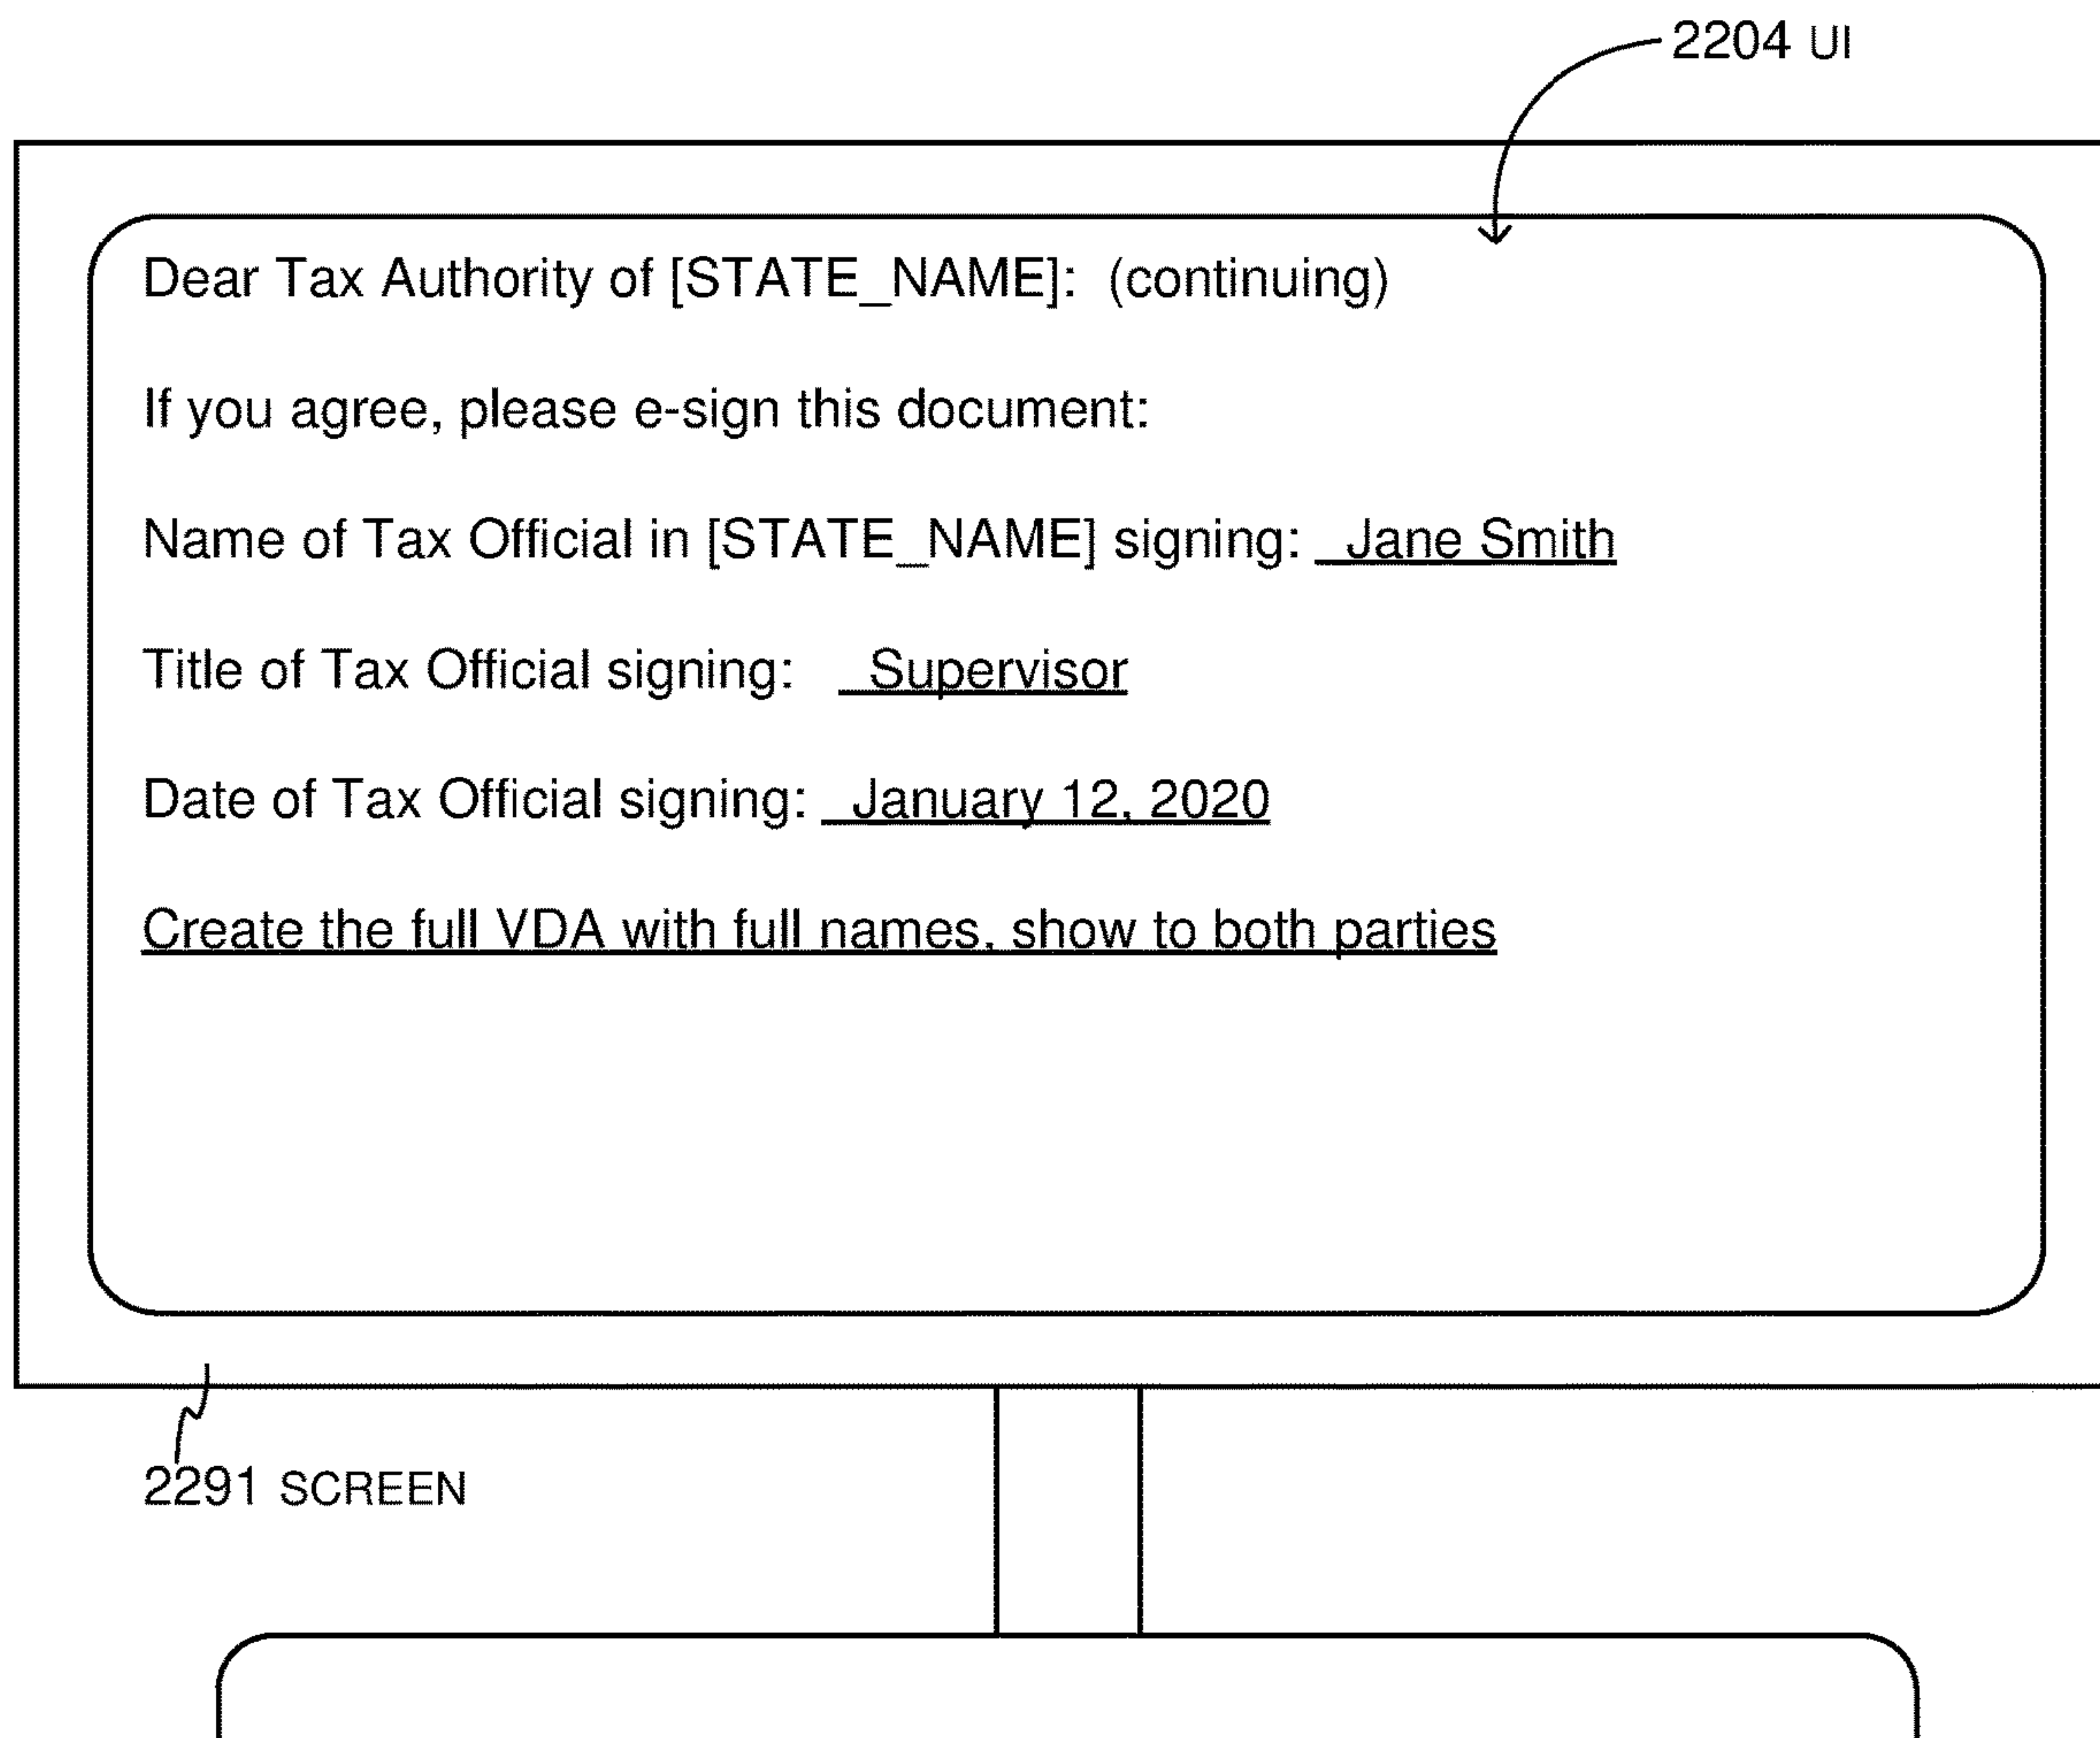 2204 UI
Dear Tax Authority of [STATE_NAME]: (continuing)
If you agree, please e-sign this document:
Name of Tax Official in [STATE_NAME] signing: Jane Smith
Title of Tax Official signing: Supervisor
Date of Tax Official signing: January 12, 2020
Create the full VDA with full names, show to both parties
2291 SCREEN